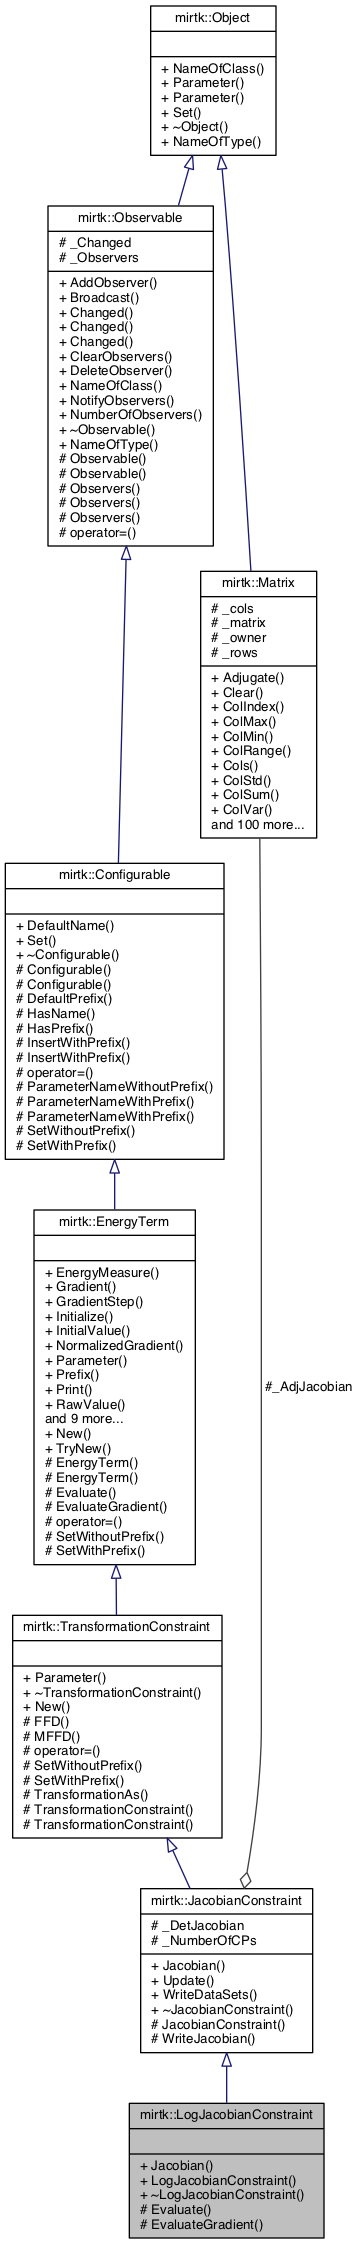 mirtk::Object
+ NameOfClass()
+ Parameter()
+ Parameter()
+ Set()
+ ~Object()
+ NameOfType()
mirtk::Observable
# _Changed
# _Observers
+ AddObserver()
+ Broadcast()
+ Changed()
+ Changed()
+ Changed()
+ ClearObservers()
+ DeleteObserver()
+ NameOfClass()
+ NotifyObservers()
+ NumberOfObservers()
+ ~Observable()
+ NameOfType()
# Observable()
# Observable()
# Observers()
# Observers()
# Observers()
# operator=()
mirtk::Matrix
# _cols
# _matrix
# _owner
# _rows
+ Adjugate()
+ Clear()
+ ColIndex()
+ ColMax()
+ ColMin()
+ ColRange()
+ Cols()
+ ColStd()
+ ColSum()
+ ColVar()
and 100 more...
mirtk::Configurable
+ DefaultName()
+ Set()
+ ~Configurable()
# Configurable()
# Configurable()
# DefaultPrefix()
# HasName()
# HasPrefix()
# InsertWithPrefix()
# InsertWithPrefix()
# operator=()
# ParameterNameWithoutPrefix()
# ParameterNameWithPrefix()
# ParameterNameWithPrefix()
# SetWithoutPrefix()
# SetWithPrefix()
mirtk::EnergyTerm
+ EnergyMeasure()
+ Gradient()
+ GradientStep()
+ Initialize()
+ InitialValue()
+ NormalizedGradient()
+ Parameter()
+ Prefix()
+ Print()
+ RawValue()
and 9 more...
+ New()
+ TryNew()
# EnergyTerm()
# EnergyTerm()
# Evaluate()
# EvaluateGradient()
# operator=()
# SetWithoutPrefix()
# SetWithPrefix()
#_AdjJacobian
mirtk::TransformationConstraint
+ Parameter()
+ ~TransformationConstraint()
+ New()
# FFD()
# MFFD()
# operator=()
# SetWithoutPrefix()
# SetWithPrefix()
# TransformationAs()
# TransformationConstraint()
# TransformationConstraint()
mirtk::JacobianConstraint
# _DetJacobian
# _NumberOfCPs
+ Jacobian()
+ Update()
+ WriteDataSets()
+ ~JacobianConstraint()
# JacobianConstraint()
# WriteJacobian()
mirtk::LogJacobianConstraint
+ Jacobian()
+ LogJacobianConstraint()
+ ~LogJacobianConstraint()
# Evaluate()
# EvaluateGradient()